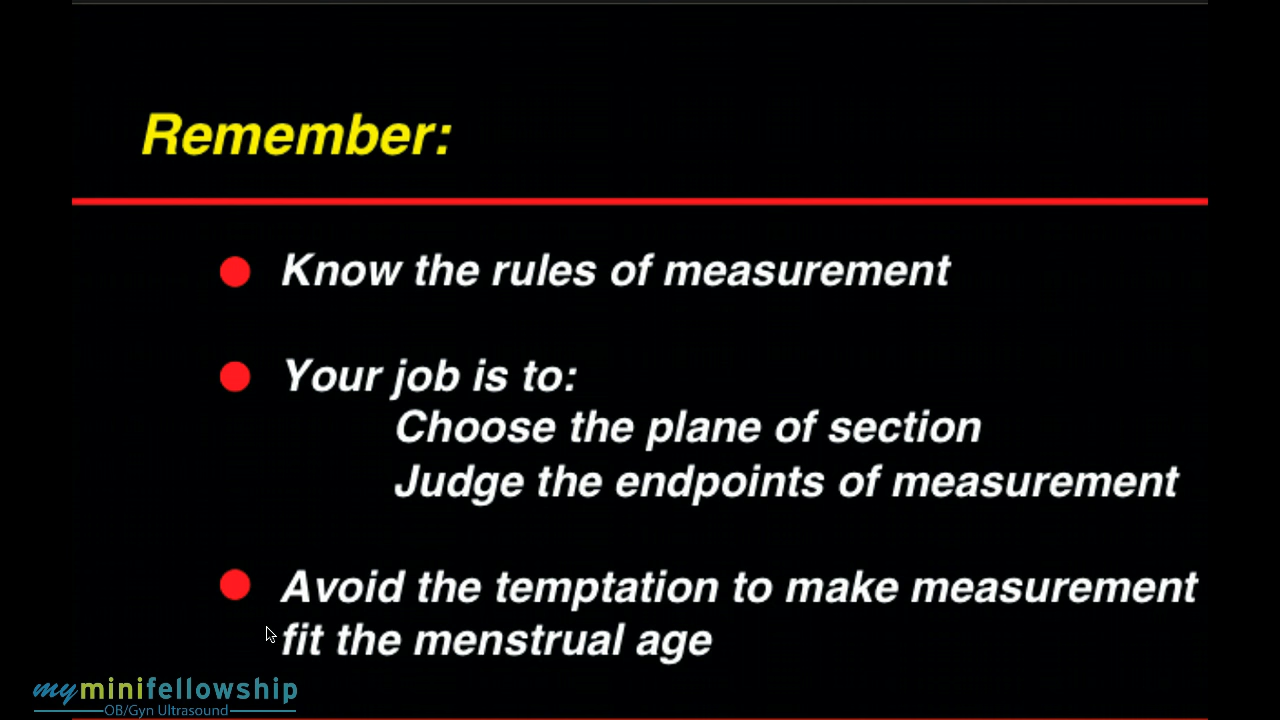 Remember:
Know the rules of measurement
Your job is to:
Choose the plane of section
Judge the endpoints of measurement
Avoid the temptation to make measurement
fit the menstrual age
myminifellowship
OB/Gyn Ultrasound